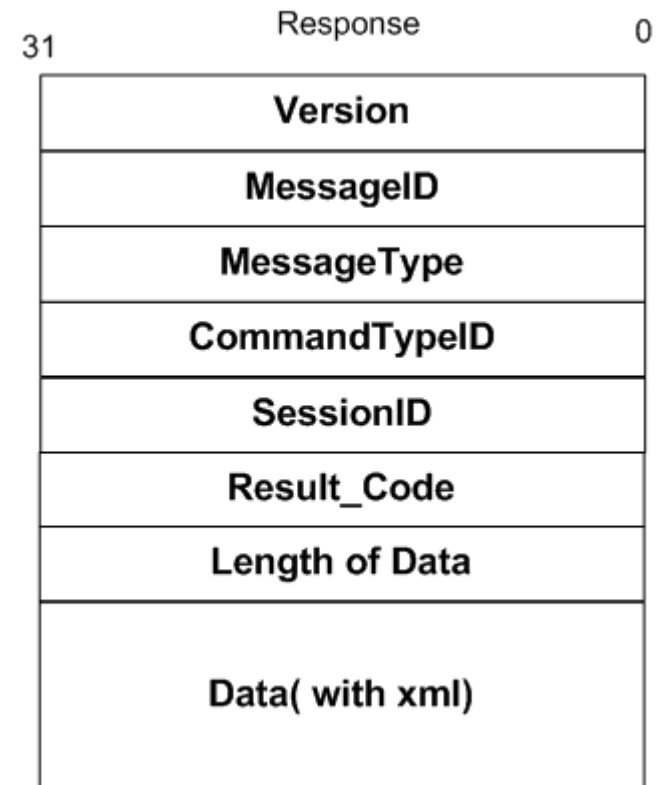 Response
31
0
Version
MessageID
MessageType
CommandTypeID
SessionID
Result_Code
Length of Data
Data( with xml)